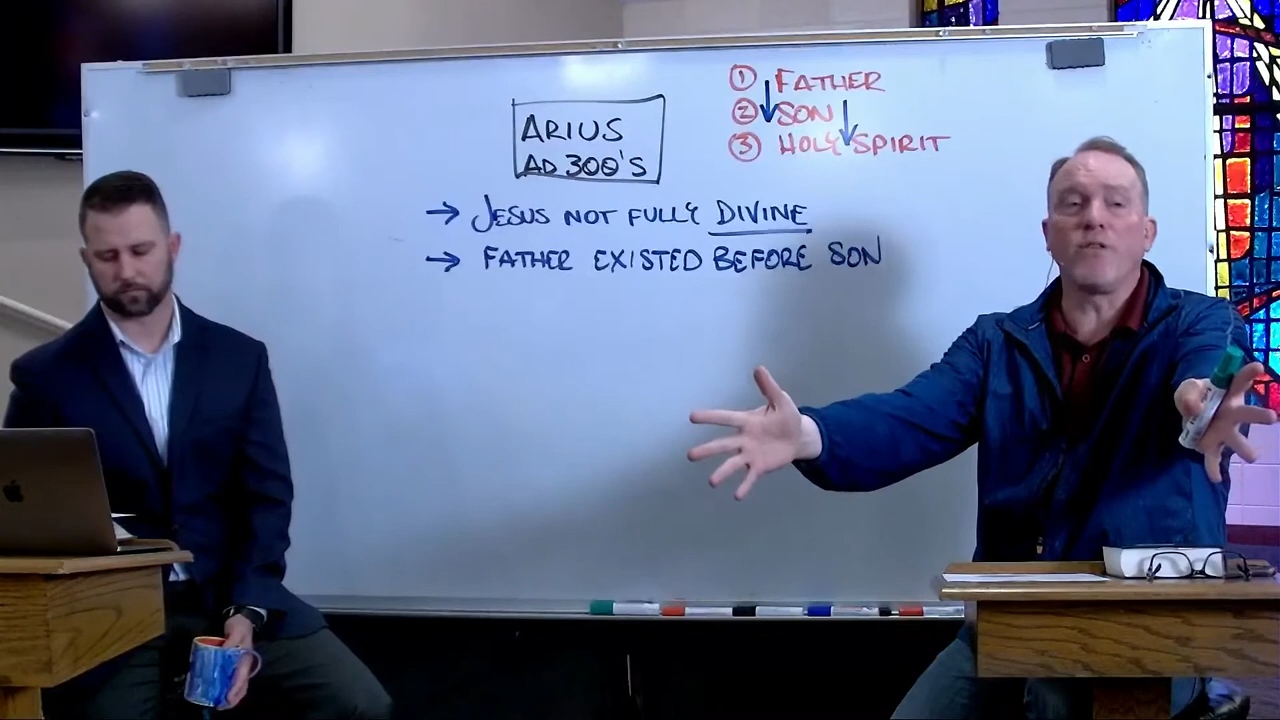 ① FATHER
② SON
③ HOLY SPIRIT
ARIUS
AD 300'S
→ JESUS NOT FULLY DIVINE
→ FATHER EXISTED BEFORE SON